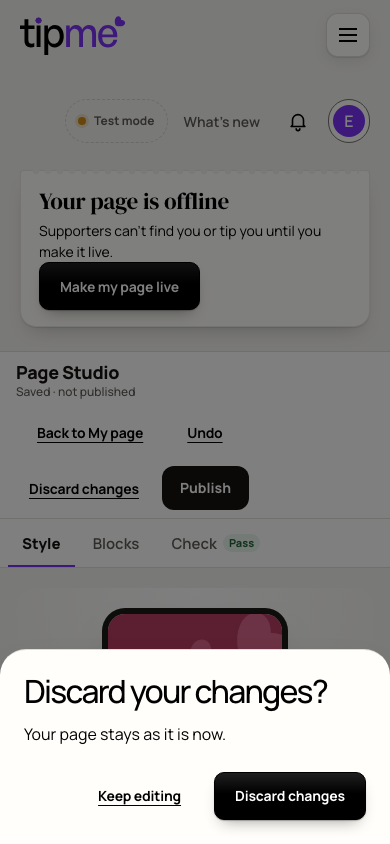 tipme
Test mode
What's new
E
Your page is offline
Supporters can't find you or tip you until you
make it live.
Make my page live
Page Studio
Saved · not published
Back to My page
Undo
Discard changes
Publish
Style
Blocks
Check
Pass
Discard your changes?
Your page stays as it is now.
Keep editing
Discard changes